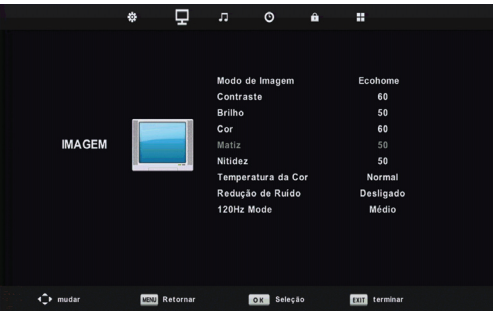 Modo de Imagem Ecohome
Contraste 60
Brilho 50
Cor 60
IMAGEM
Matiz 50
Nitidez 50
Temperatura da Cor Normal
Redução de Ruído Desligado
120Hz Mode Médio
mudar MENU Retornar OK Seleção EXIT terminar